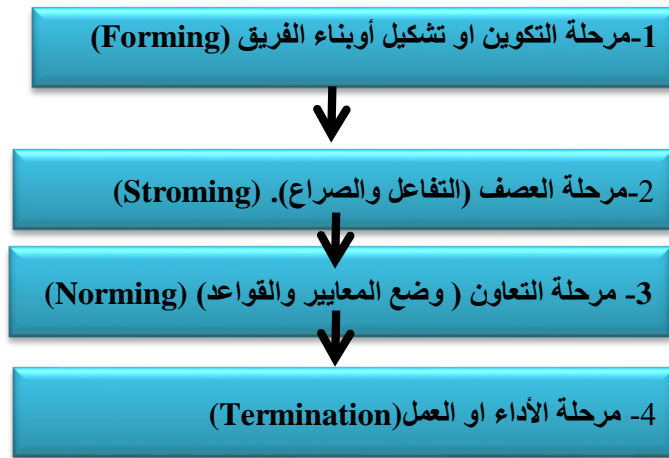 1-مرحلة التكوين او تشكيل أوبناء الفريق (Forming)
2-مرحلة العصف (التفاعل والصراع). (Stroming)
3- مرحلة التعاون ( وضع المعايير والقواعد) (Norming)
4- مرحلة الأداء او العمل(Termination)